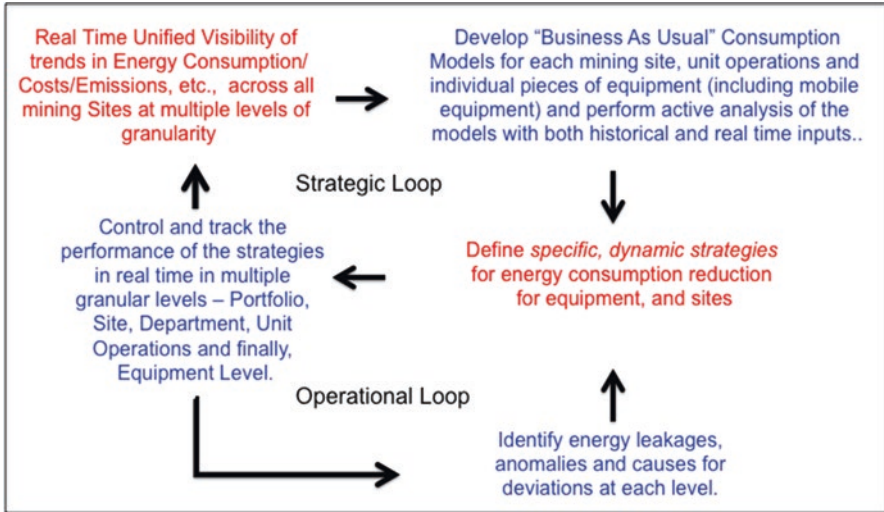 Real Time Unified Visibility of
trends in Energy Consumption/
Costs/Emissions, etc., across all
mining Sites at multiple levels of
granularity
Develop “Business As Usual” Consumption
Models for each mining site, unit operations and
individual pieces of equipment (including mobile
equipment) and perform active analysis of the
models with both historical and real time inputs..
Strategic Loop
Control and track the
performance of the strategies
in real time in multiple
granular levels – Portfolio,
Site, Department, Unit
Operations and finally,
Equipment Level.
Define specific, dynamic strategies
for energy consumption reduction
for equipment, and sites
Operational Loop
Identify energy leakages,
anomalies and causes for
deviations at each level.